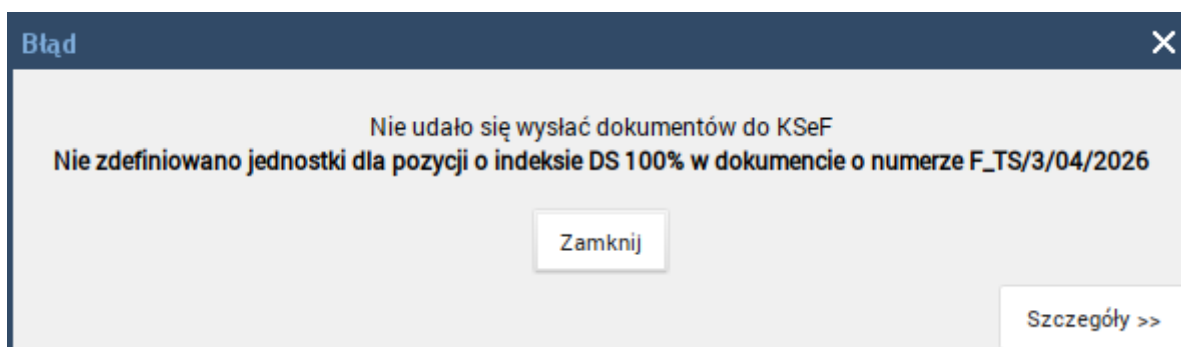 Błąd
Nie udało się wysłać dokumentów do KSeF
Nie zdefiniowano jednostki dla pozycji o indeksie DS 100% w dokumencie o numerze F_TS/3/04/2026
Zamknij
Szczegóły >>